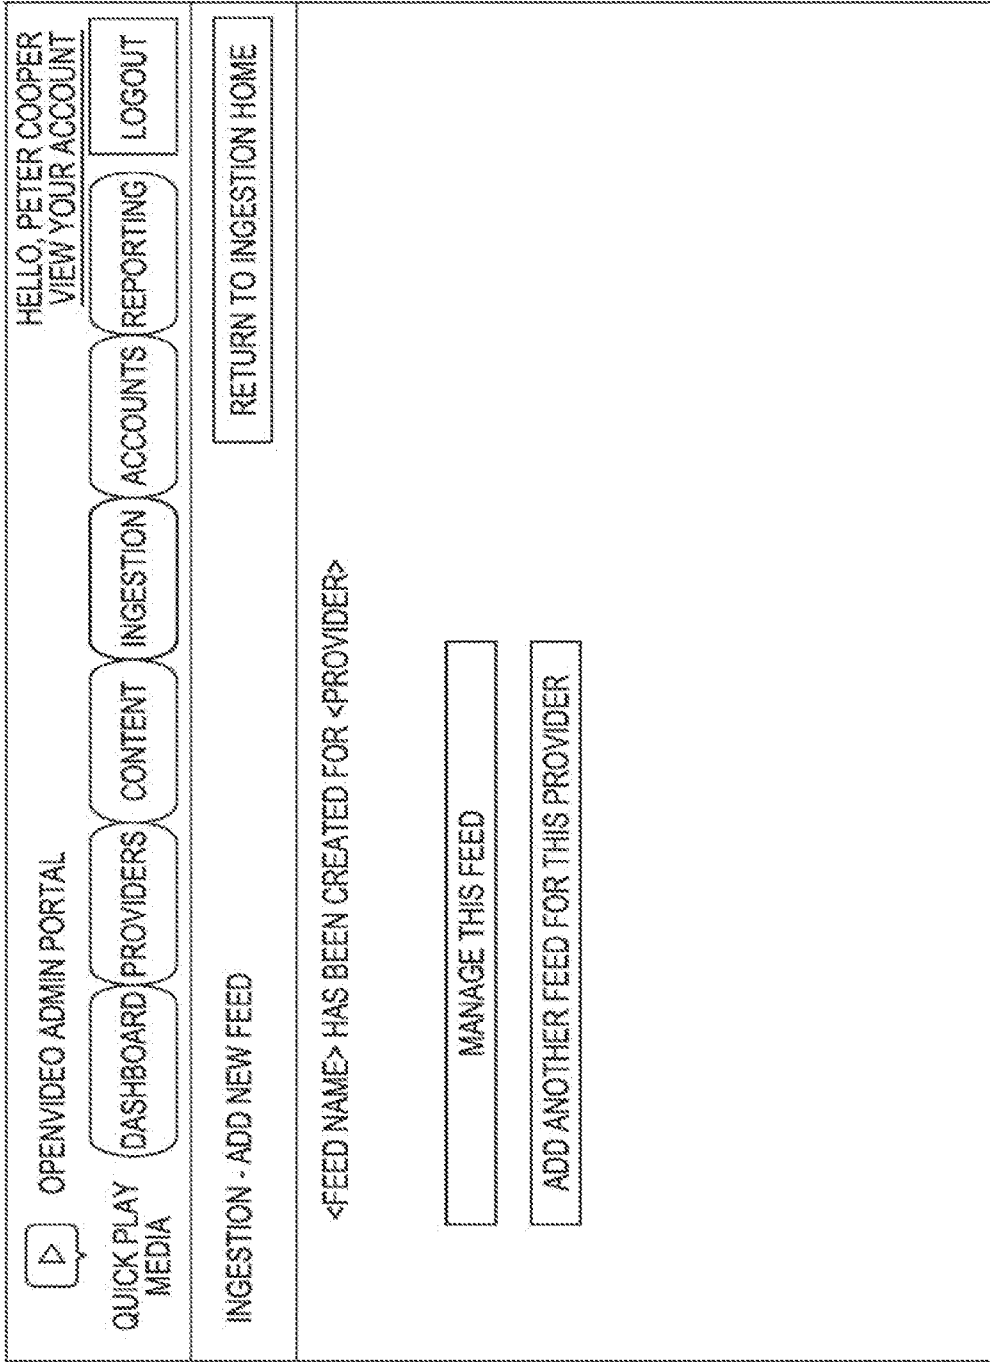 OPENVIDEO ADMIN PORTAL
HELLO, PETER COOPER
VIEW YOUR ACCOUNT
QUICK PLAY
MEDIA
DASHBOARD
PROVIDERS
CONTENT
INGESTION
ACCOUNTS
REPORTING
LOGOUT
INGESTION - ADD NEW FEED
RETURN TO INGESTION HOME
<FEED NAME> HAS BEEN CREATED FOR <PROVIDER>
MANAGE THIS FEED
ADD ANOTHER FEED FOR THIS PROVIDER